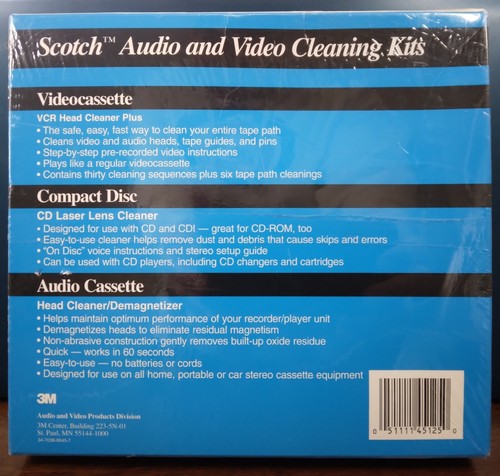 Scotch™ Audio and Video Cleaning Kits
Videocassette
VCR Head Cleaner Plus
• The safe, easy, fast way to clean your entire tape path
• Cleans video and audio heads, tape guides, and pins
• Step-by-step pre-recorded video instructions
• Plays like a regular videocassette
• Contains thirty cleaning sequences plus six tape path cleanings
Compact Disc
CD Laser Lens Cleaner
• Designed for use with CD and CDI — great for CD-ROM, too
• Easy-to-use cleaner helps remove dust and debris that cause skips and errors
• "On Disc" voice instructions and stereo setup guide
• Can be used with CD players, including CD changers and cartridges
Audio Cassette
Head Cleaner/Demagnetizer
• Helps maintain optimum performance of your recorder/player unit
• Demagnetizes heads to eliminate residual magnetism
• Non-abrasive construction gently removes built-up oxide residue
• Quick — works in 60 seconds
• Easy-to-use — no batteries or cords
• Designed for use on all home, portable or car stereo cassette equipment
3M
Audio and Video Products Division
3M Center, Building 223-5N-01
St. Paul, MN 55144-1000
0 51111 45125 0